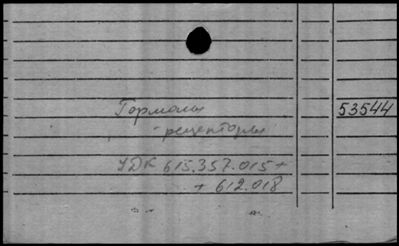 Гормоны 53544
рецепторы
УДК 615.357.015+
+ 612.018